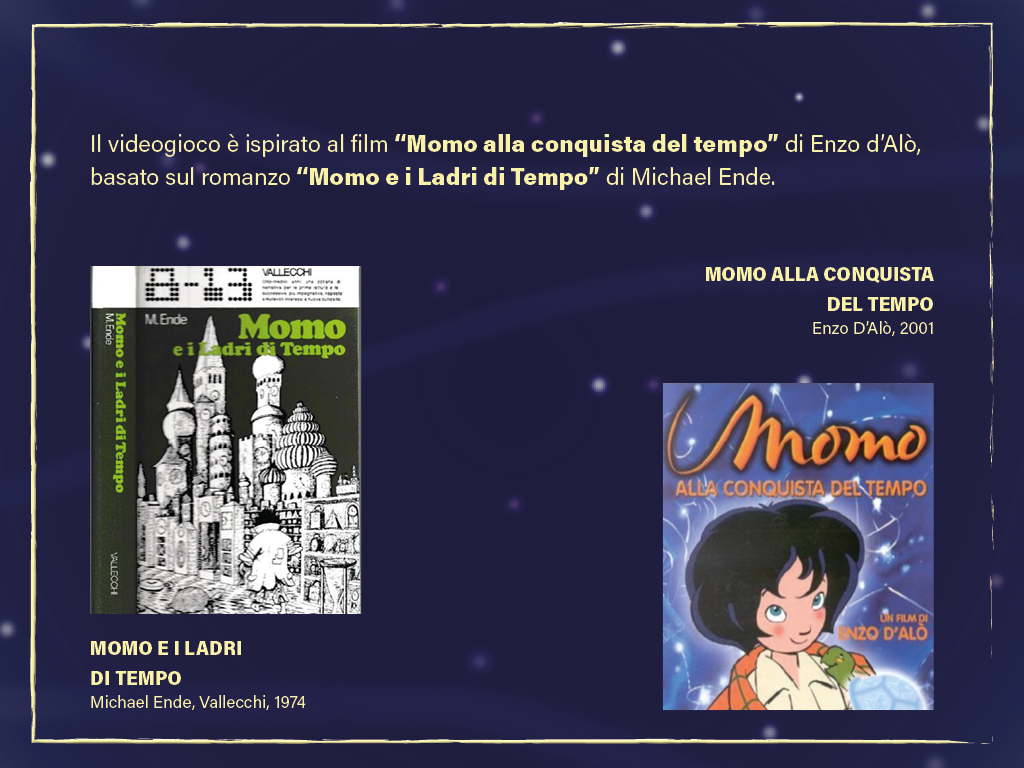 Il videogioco è ispirato al film “Momo alla conquista del tempo” di Enzo d’Alò,
basato sul romanzo “Momo e i Ladri di Tempo” di Michael Ende.
8-13
VALLECCHI
M. Ende
Momo
e i Ladri di Tempo
M. Ende
Momo e i Ladri di Tempo
VALLECCHI
MOMO E I LADRI
DI TEMPO
Michael Ende, Vallecchi, 1974
MOMO ALLA CONQUISTA
DEL TEMPO
Enzo D’Alò, 2001
Momo
ALLA CONQUISTA DEL TEMPO
UN FILM DI
ENZO D’ALÒ